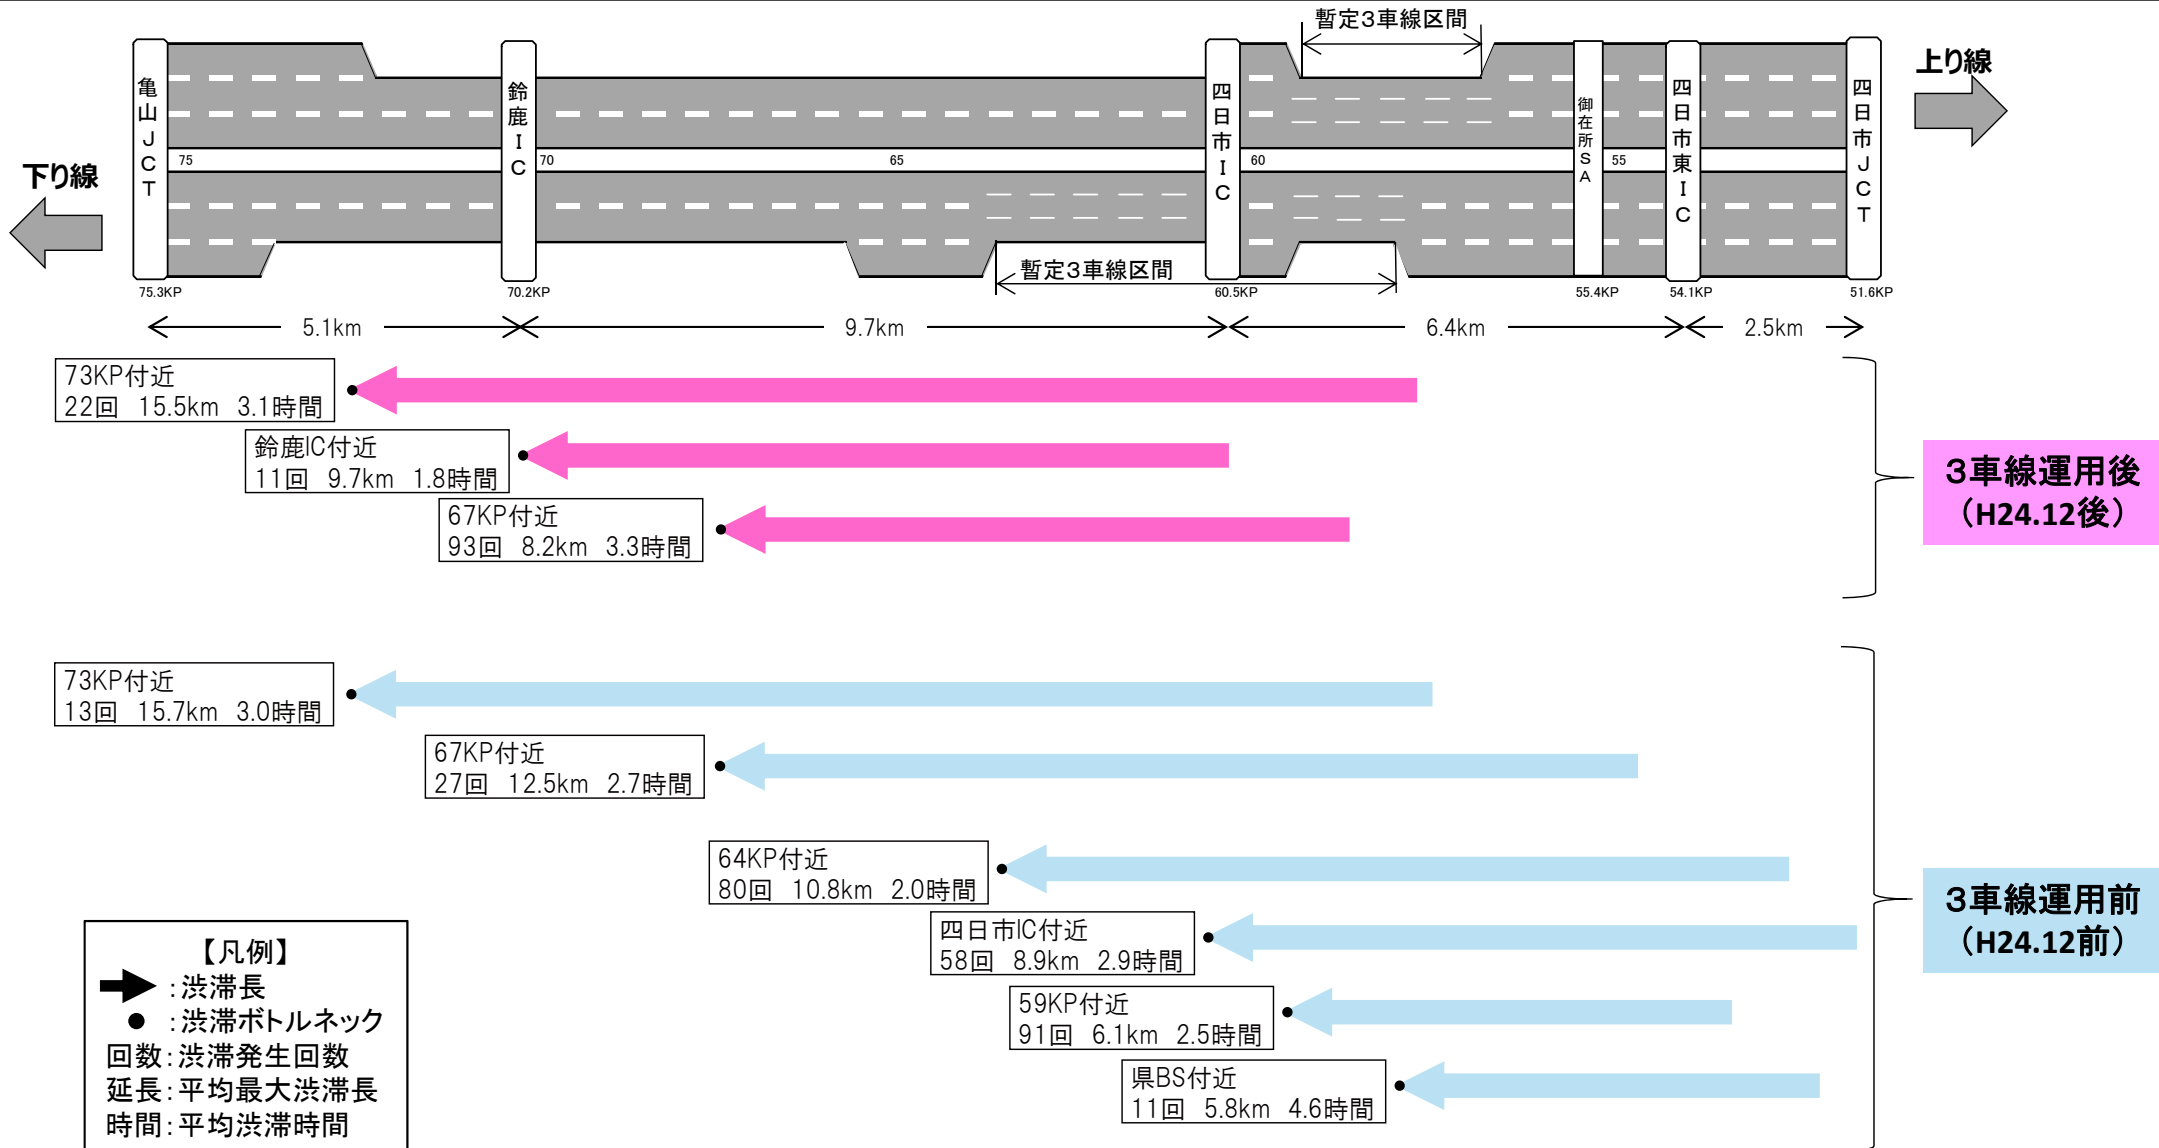 暫定3車線区間
上り線
下り線
亀山JCT
鈴鹿IC
四日市IC
御在所SA
四日市東IC
四日市JCT
75
70
65
60
55
暫定3車線区間
75.3KP
70.2KP
60.5KP
55.4KP
54.1KP
51.6KP
5.1km
9.7km
6.4km
2.5km
73KP付近
22回 15.5km 3.1時間
鈴鹿IC付近
11回 9.7km 1.8時間
67KP付近
93回 8.2km 3.3時間
3車線運用後
(H24.12後)
73KP付近
13回 15.7km 3.0時間
67KP付近
27回 12.5km 2.7時間
64KP付近
80回 10.8km 2.0時間
四日市IC付近
58回 8.9km 2.9時間
59KP付近
91回 6.1km 2.5時間
県BS付近
11回 5.8km 4.6時間
3車線運用前
(H24.12前)
【凡例】
:渋滞長
:渋滞ボトルネック
回数:渋滞発生回数
延長:平均最大渋滞長
時間:平均渋滞時間